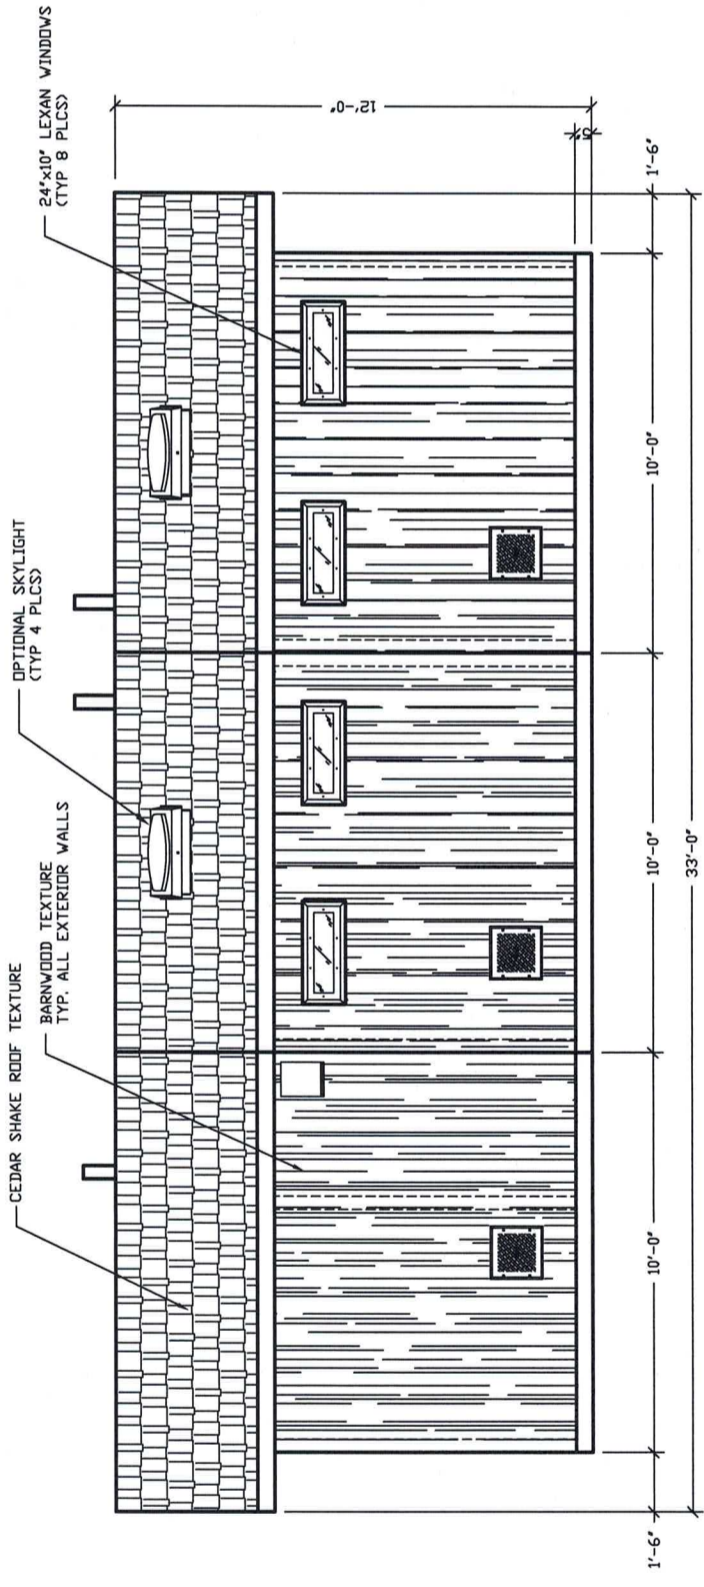 CEDAR SHAKE ROOF TEXTURE
BARNWOOD TEXTURE
TYP. ALL EXTERIOR WALLS
OPTIONAL SKYLIGHT
(TYP 4 PLCS)
24"x10" LEXAN WINDOWS
(TYP 8 PLCS)
12'-0"
5"
1'-6"
10'-0"
10'-0"
10'-0"
1'-6"
33'-0"